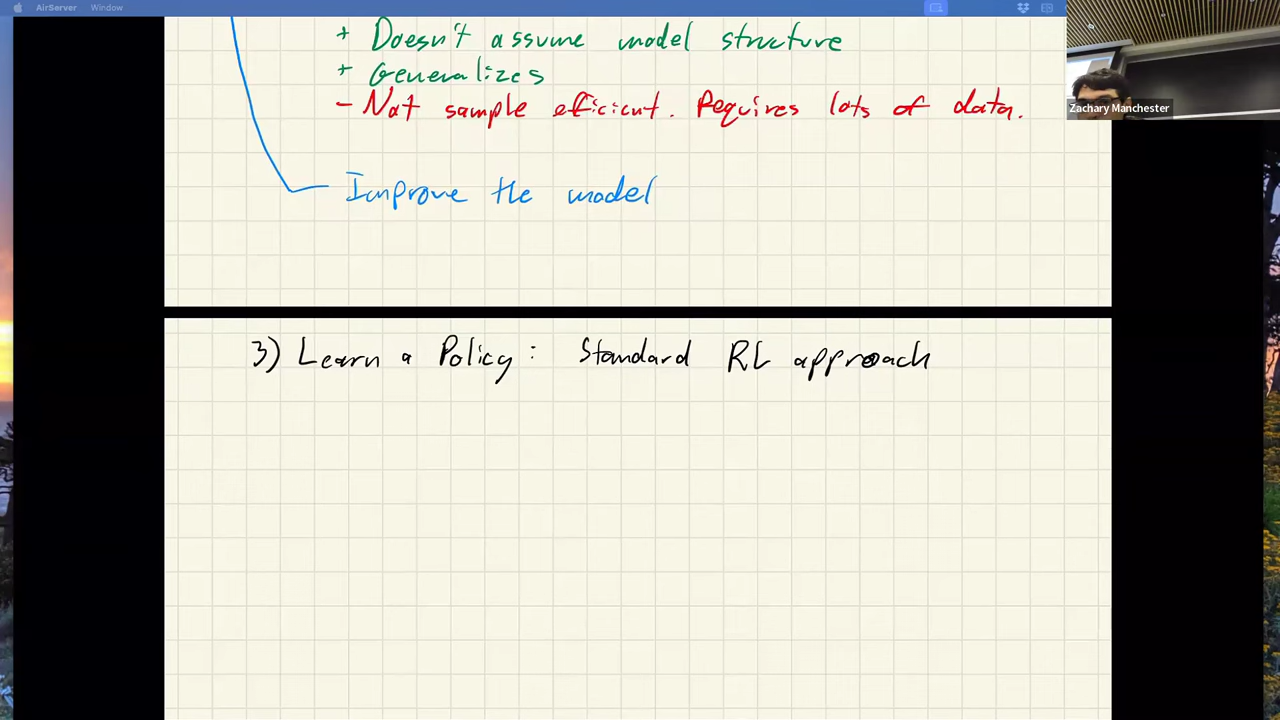 AirServer Window
+ Doesn't assume model structure
+ Generalizes
- Not sample efficient. Requires lots of data.
Zachary Manchester
Improve the model
3) Learn a Policy: Standard RL approach